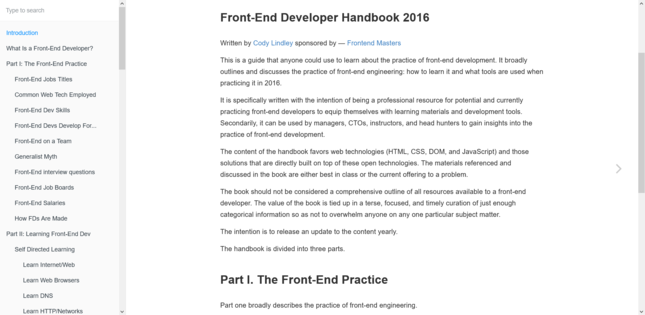 Type to search
Introduction
What Is a Front-End Developer?
Part I: The Front-End Practice
Front-End Jobs Titles
Common Web Tech Employed
Front-End Dev Skills
Front-End Devs Develop For...
Front-End on a Team
Generalist Myth
Front-End interview questions
Front-End Job Boards
Front-End Salaries
How FDs Are Made
Part II: Learning Front-End Dev
Self Directed Learning
Learn Internet/Web
Learn Web Browsers
Learn DNS
Learn HTTP/Networks
Front-End Developer Handbook 2016
Written by Cody Lindley sponsored by — Frontend Masters
This is a guide that anyone could use to learn about the practice of front-end development. It broadly
outlines and discusses the practice of front-end engineering: how to learn it and what tools are used when
practicing it in 2016.
It is specifically written with the intention of being a professional resource for potential and currently
practicing front-end developers to equip themselves with learning materials and development tools.
Secondarily, it can be used by managers, CTOs, instructors, and head hunters to gain insights into the
practice of front-end development.
The content of the handbook favors web technologies (HTML, CSS, DOM, and JavaScript) and those
solutions that are directly built on top of these open technologies. The materials referenced and
discussed in the book are either best in class or the current offering to a problem.
The book should not be considered a comprehensive outline of all resources available to a front-end
developer. The value of the book is tied up in a terse, focused, and timely curation of just enough
categorical information so as not to overwhelm anyone on any one particular subject matter.
The intention is to release an update to the content yearly.
The handbook is divided into three parts.
Part I. The Front-End Practice
Part one broadly describes the practice of front-end engineering.